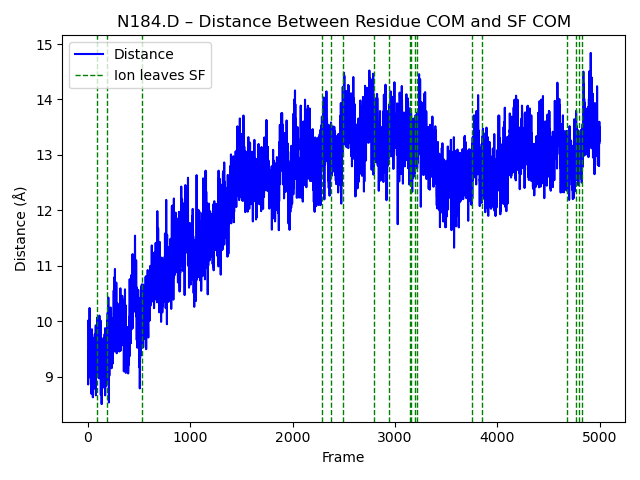 N184.D – Distance Between Residue COM and SF COM
Distance
Ion leaves SF
15
14
13
12
11
10
9
Distance (Å)
0 1000 2000 3000 4000 5000
Frame